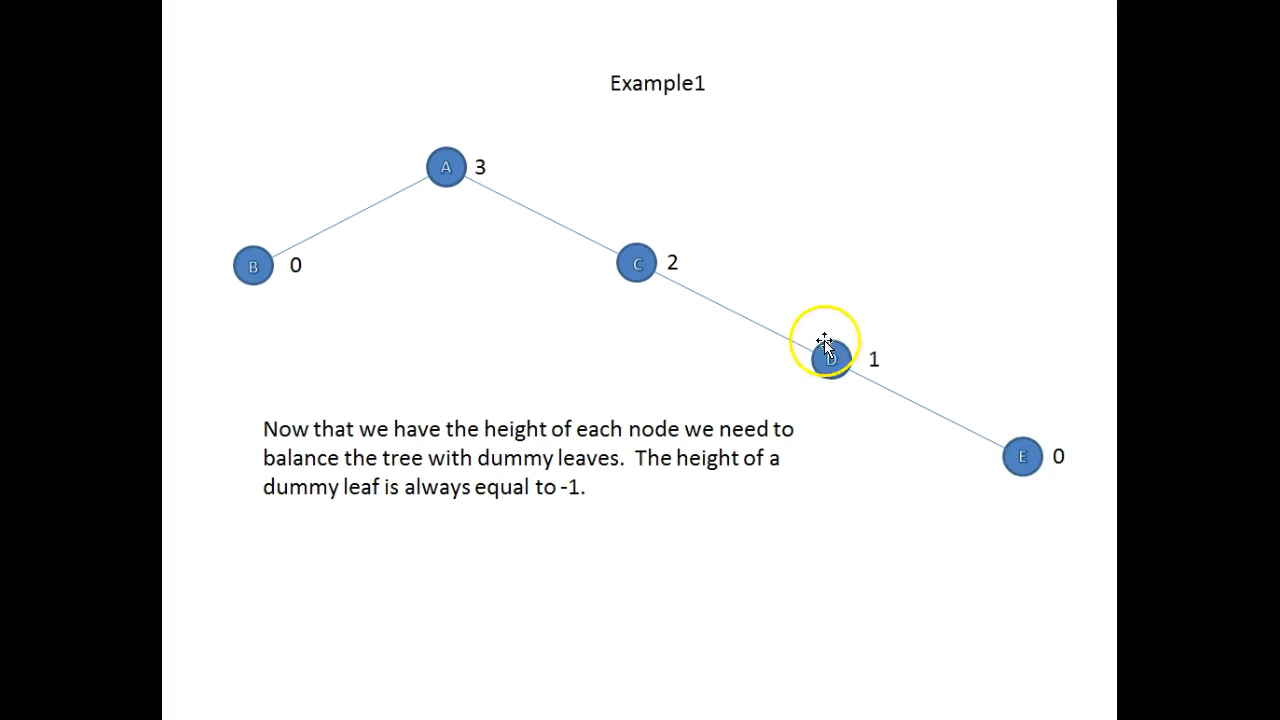 Example1
A 3
B 0
C 2
D 1
Now that we have the height of each node we need to
balance the tree with dummy leaves.  The height of a
dummy leaf is always equal to -1.
E 0